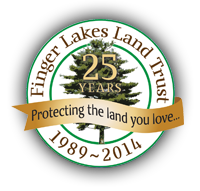 Finger Lakes Land Trust
25
YEARS
Protecting the land you love...
1989~2014